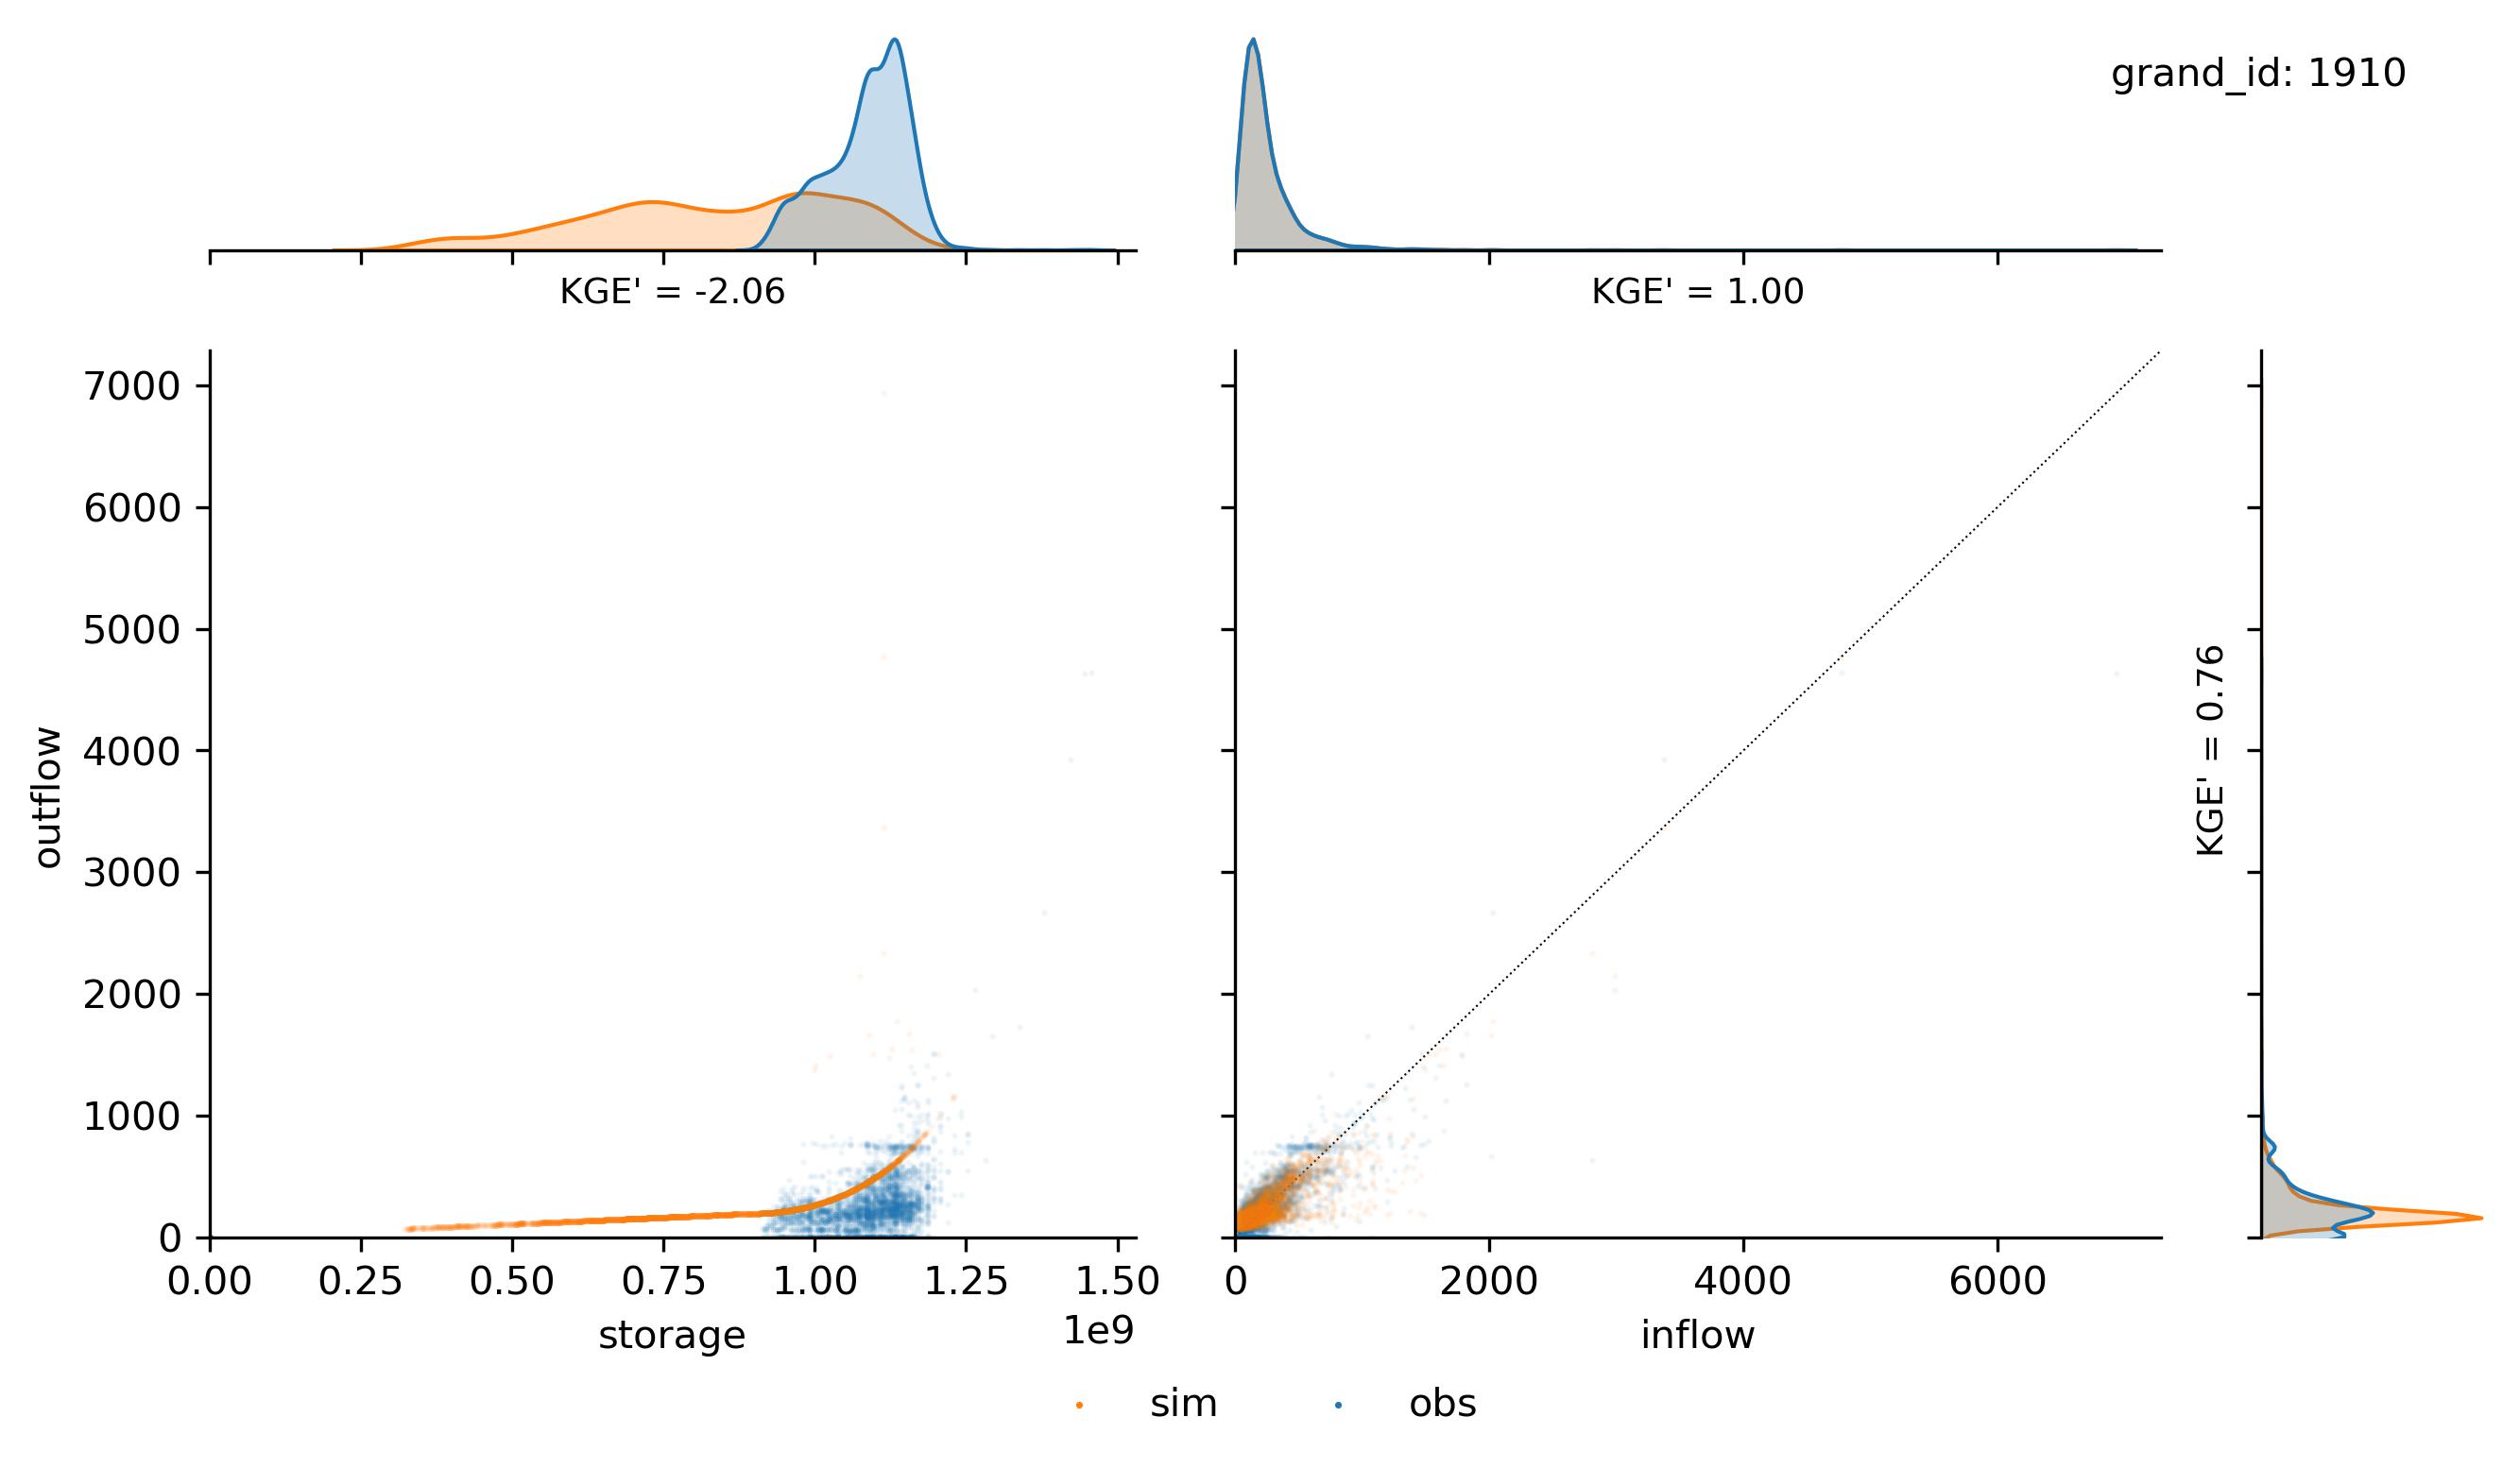 grand_id: 1910
KGE' = -2.06
KGE' = 1.00
7000
6000
5000
4000
3000
2000
1000
0
outflow
KGE' = 0.76
0.00 0.25 0.50 0.75 1.00 1.25 1.50
1e9
storage
0 2000 4000 6000
inflow
sim obs